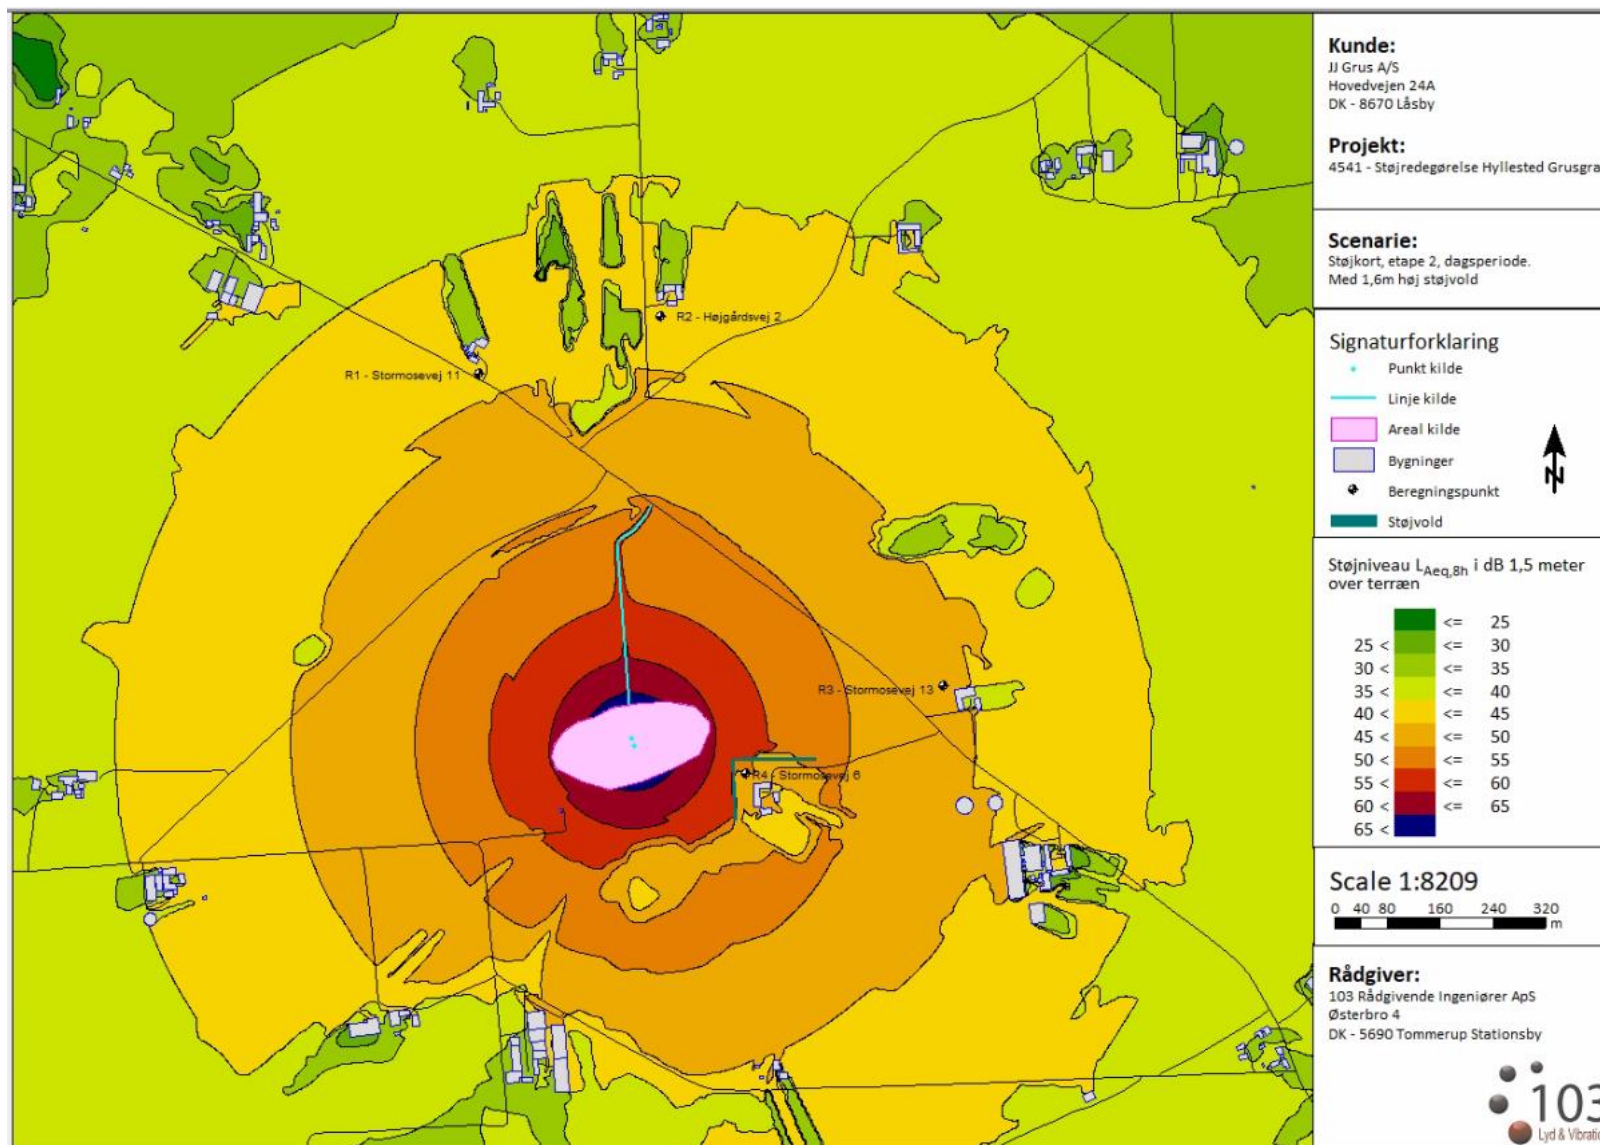 Kunde:
JJ Grus A/S
Hovedvejen 24A
DK - 8670 Låsby
Projekt:
4541 - Støjredegørelse Hyllested Grusgra
Scenarie:
Støjkort, etape 2, dagsperiode.
Med 1,6m høj støjvold
R2 - Højgårdsvej 2
R1 - Stormosevej 11
R3 - Stormosevej 13
R4 - Stormosevej 6
Signaturforklaring
Punkt kilde
Linje kilde
Areal kilde
Bygninger
Beregningspunkt
Støjvold
N
Støjniveau LAeq,8h i dB 1,5 meter
over terræn
<= 25
25 < <= 30
30 < <= 35
35 < <= 40
40 < <= 45
45 < <= 50
50 < <= 55
55 < <= 60
60 < <= 65
65 <
Scale 1:8209
0 40 80 160 240 320
m
Rådgiver:
103 Rådgivende Ingeniører ApS
Østerbro 4
DK - 5690 Tommerup Stationsby
103
Lyd & Vibratio